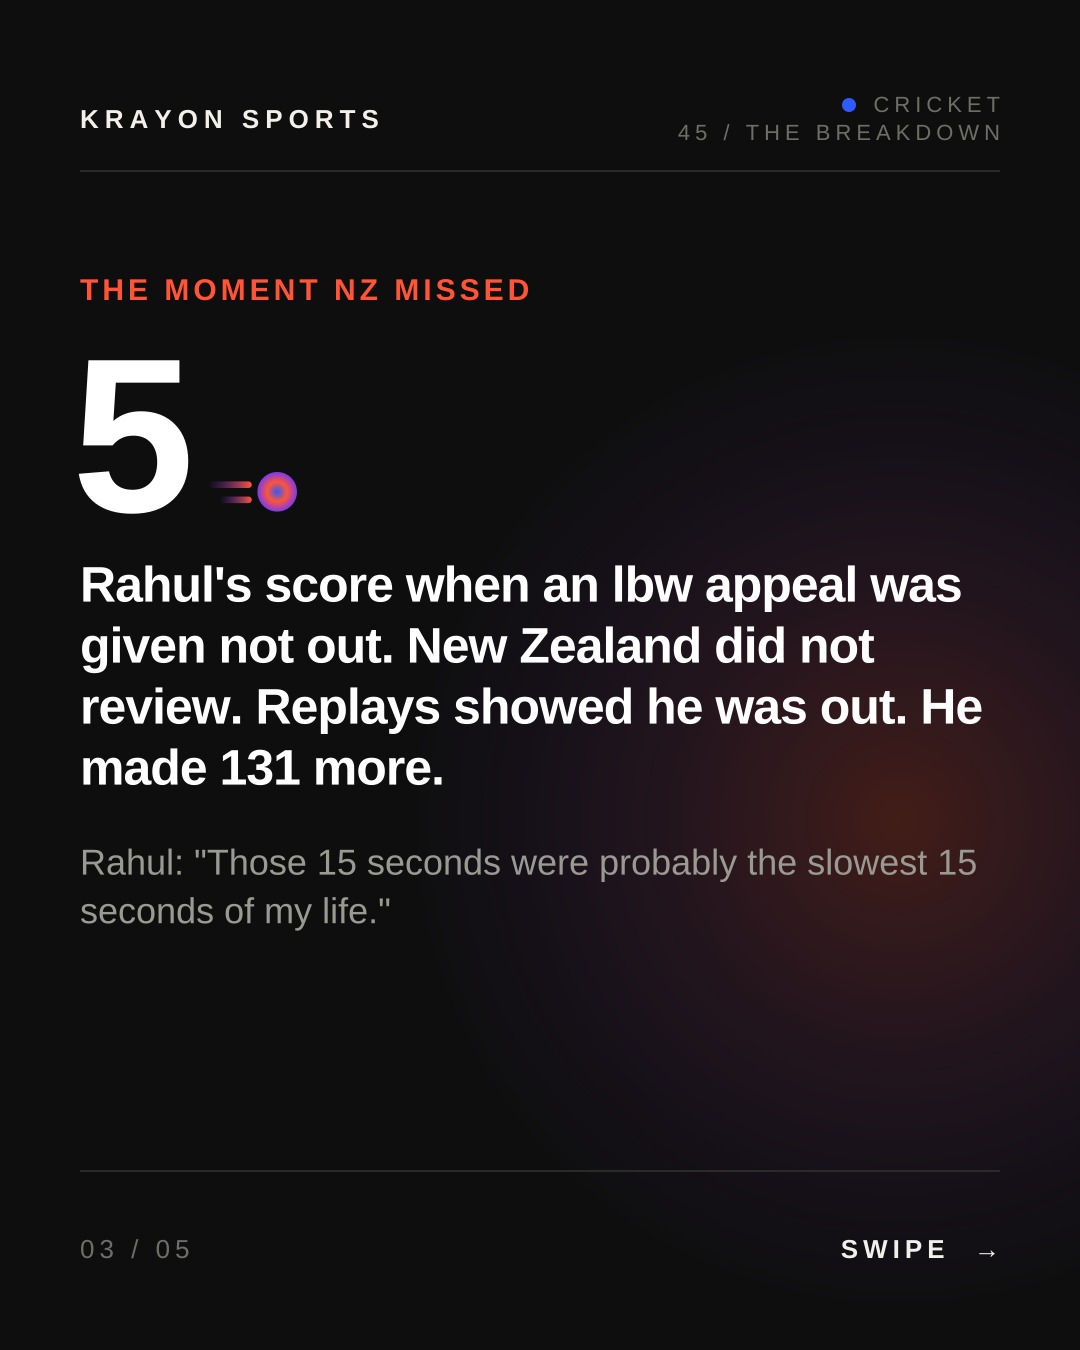 KRAYON SPORTS
CRICKET
45 / THE BREAKDOWN
THE MOMENT NZ MISSED
5
Rahul's score when an lbw appeal was
given not out. New Zealand did not
review. Replays showed he was out. He
made 131 more.
Rahul: "Those 15 seconds were probably the slowest 15
seconds of my life."
03 / 05
SWIPE →